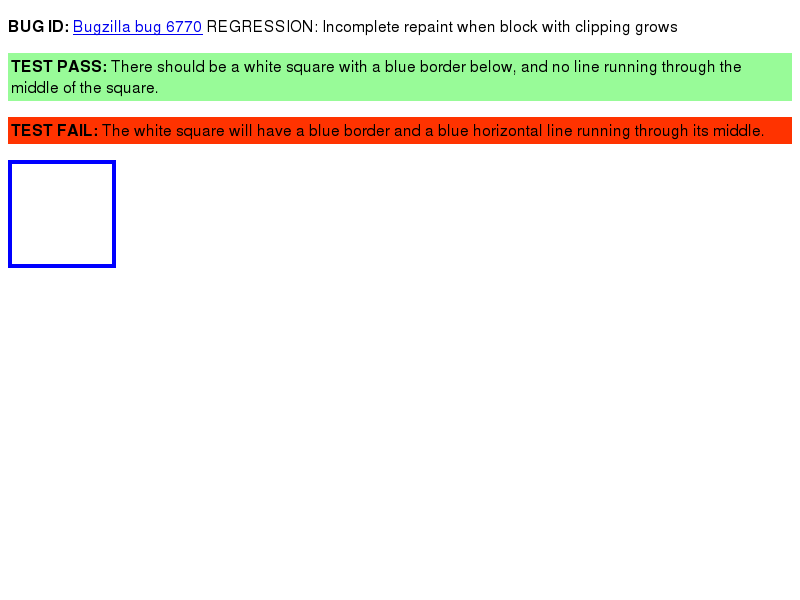 BUG ID: Bugzilla bug 6770 REGRESSION: Incomplete repaint when block with clipping grows
TEST PASS: There should be a white square with a blue border below, and no line running through the
middle of the square.
TEST FAIL: The white square will have a blue border and a blue horizontal line running through its middle.